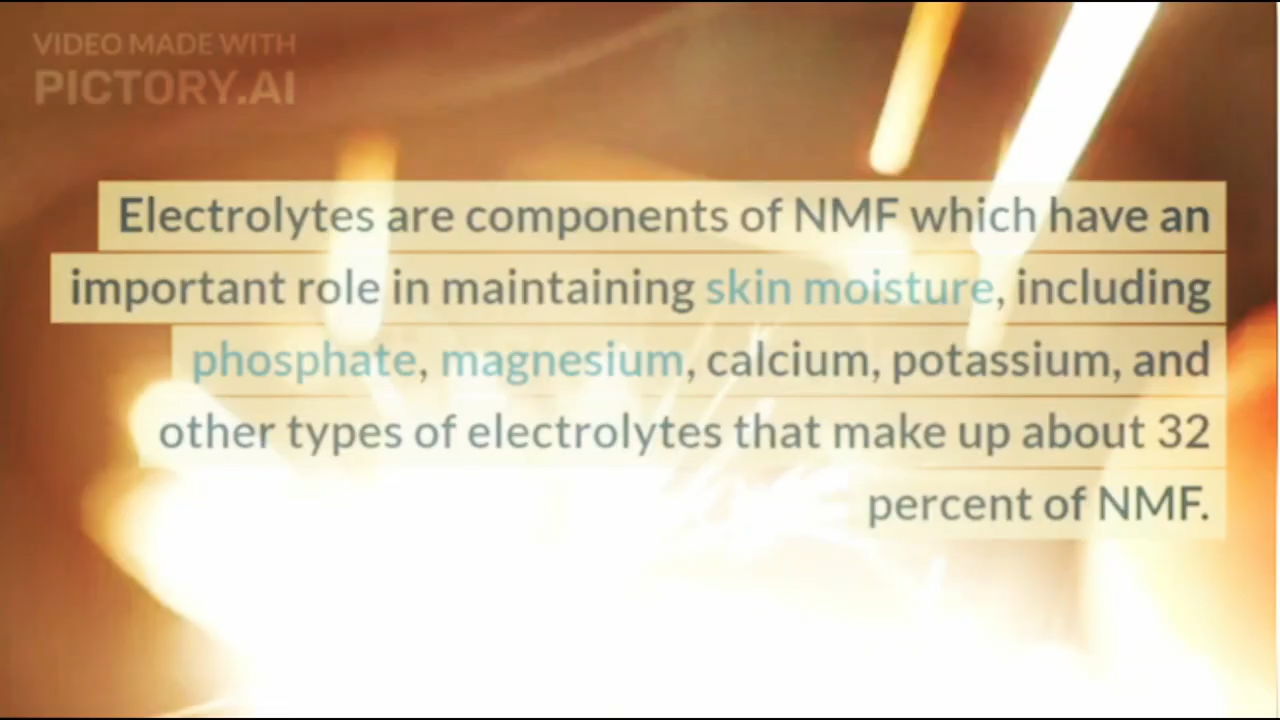 VIDEO MADE WITH
PICTORY.AI
Electrolytes are components of NMF which have an
important role in maintaining skin moisture, including
phosphate, magnesium, calcium, potassium, and
other types of electrolytes that make up about 32
percent of NMF.